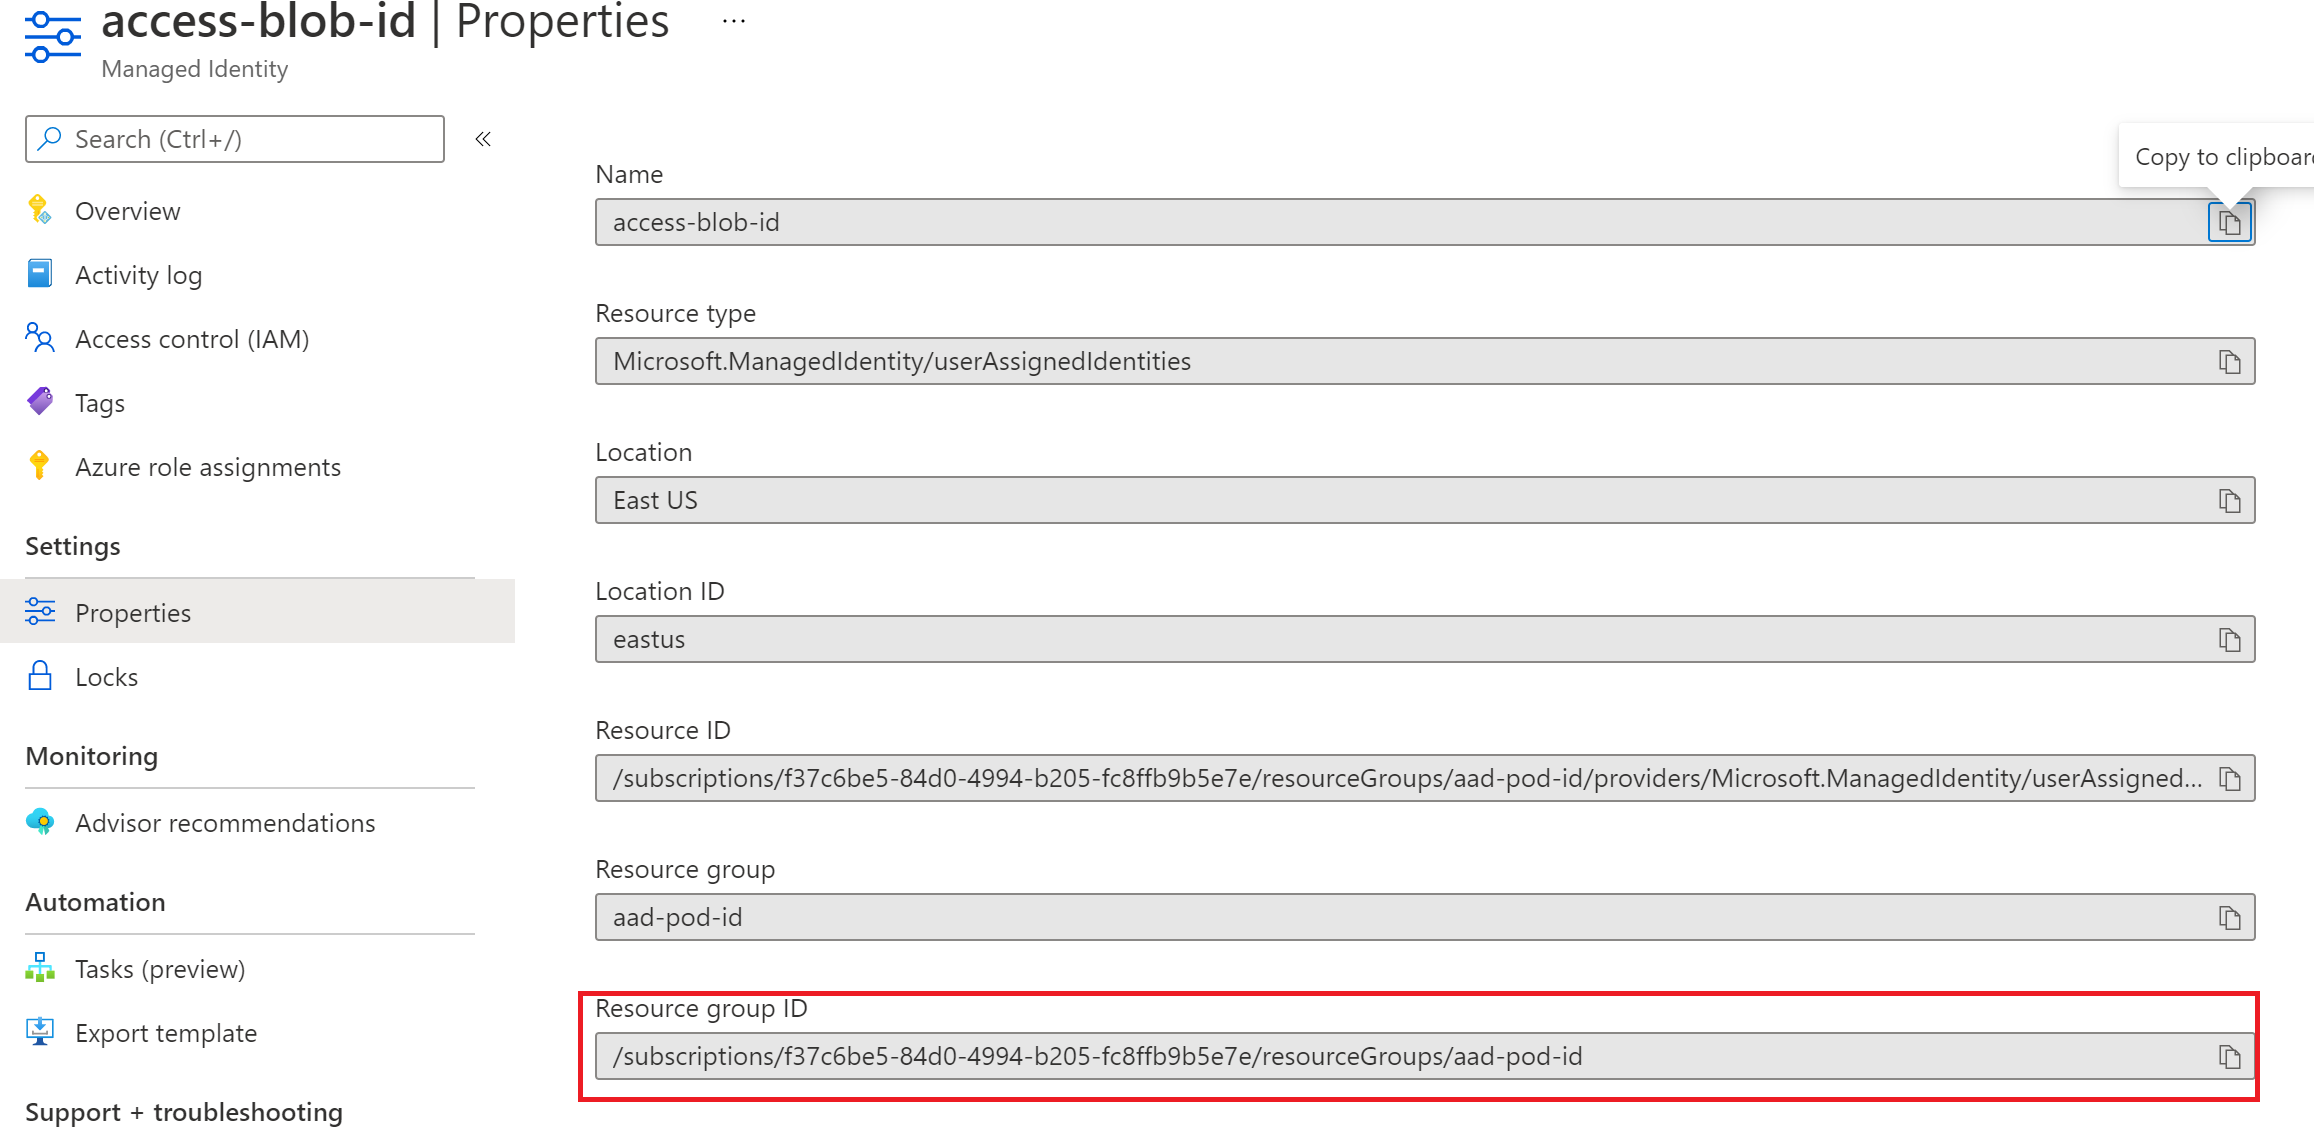 access-blob-id | Properties ...
Managed Identity
Search (Ctrl+/)
«
Overview
Activity log
Access control (IAM)
Tags
Azure role assignments
Settings
Properties
Locks
Monitoring
Advisor recommendations
Automation
Tasks (preview)
Export template
Support + troubleshooting
Copy to clipboard
Name
access-blob-id
Resource type
Microsoft.ManagedIdentity/userAssignedIdentities
Location
East US
Location ID
eastus
Resource ID
/subscriptions/f37c6be5-84d0-4994-b205-fc8ffb9b5e7e/resourceGroups/aad-pod-id/providers/Microsoft.ManagedIdentity/userAssigned...
Resource group
aad-pod-id
Resource group ID
/subscriptions/f37c6be5-84d0-4994-b205-fc8ffb9b5e7e/resourceGroups/aad-pod-id